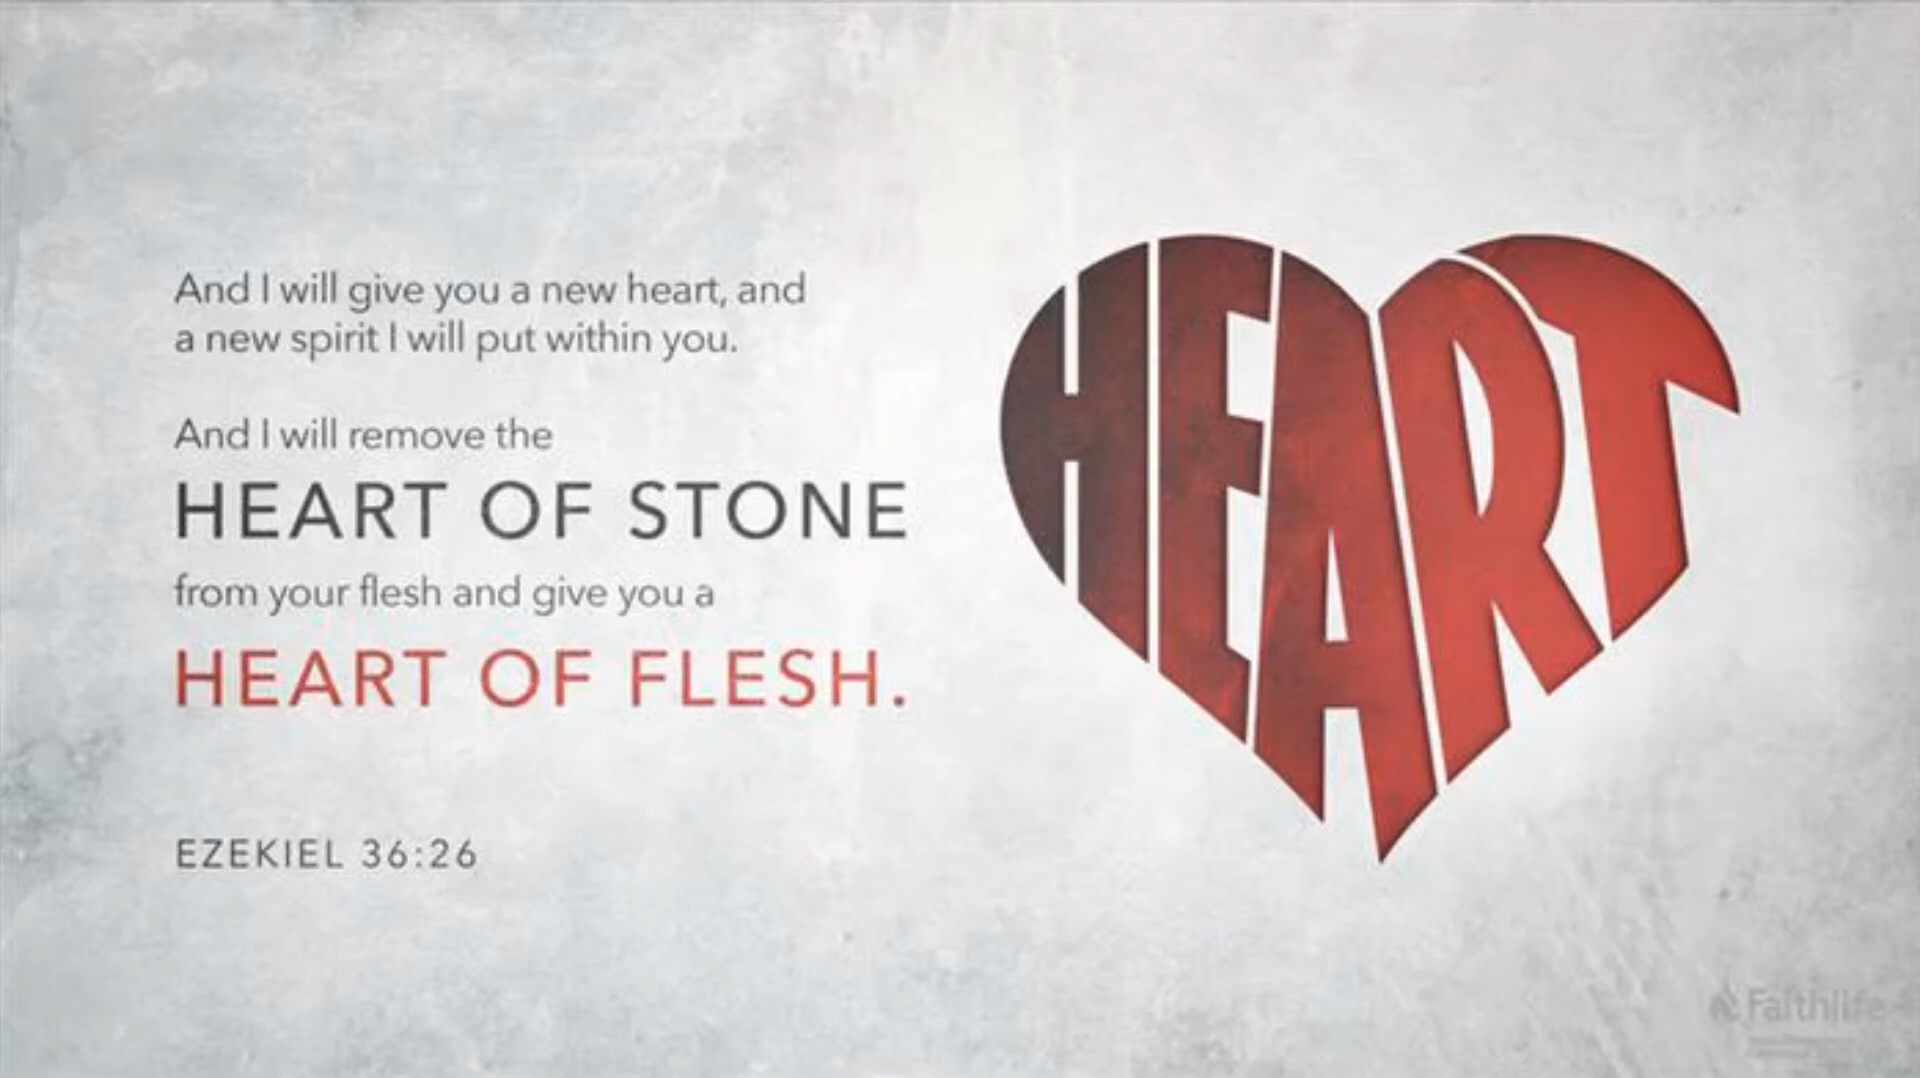 And I will give you a new heart, and
a new spirit I will put within you.
And I will remove the
HEART OF STONE
from your flesh and give you a
HEART OF FLESH.
EZEKIEL 36:26
HEART
Faithlife